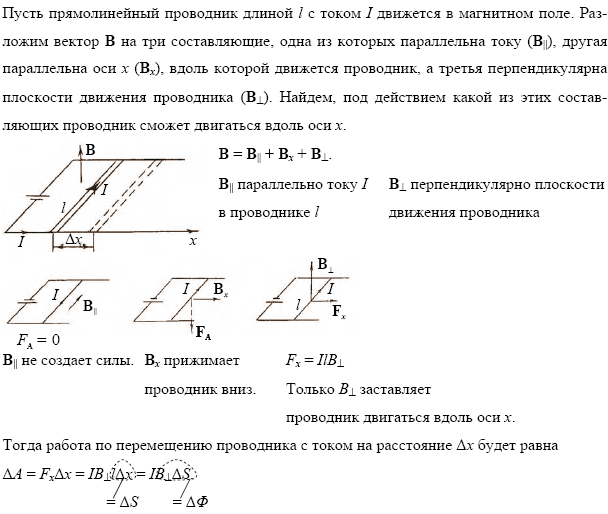 Пусть прямолинейный проводник длиной l с током I движется в магнитном поле. Раз-
ложим вектор B на три составляющие, одна из которых параллельна току (B||), другая
параллельна оси x (Bx), вдоль которой движется проводник, а третья перпендикулярна
плоскости движения проводника (B⊥). Найдем, под действием какой из этих состав-
ляющих проводник сможет двигаться вдоль оси x.
B
I
l
I
Δx
x
B = B|| + Bx + B⊥.
B|| параллельно току I
в проводнике l
B⊥ перпендикулярно плоскости
движения проводника
I
B||
FА = 0
I
Bx
FА
B⊥
I
l
Fx
B|| не создает силы.
Bx прижимает
проводник вниз.
Fx = IlB⊥
Только B⊥ заставляет
проводник двигаться вдоль оси x.
Тогда работа по перемещению проводника с током на расстояние Δx будет равна
ΔA = FxΔx = IB⊥lΔx = IB⊥ΔS
= ΔS = ΔФ